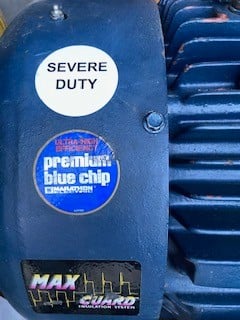 SEVERE
DUTY
ULTRA HIGH
EFFICIENCY
premium
blue chip
MARATHON
MAX
GUARD
INSULATION SYSTEM